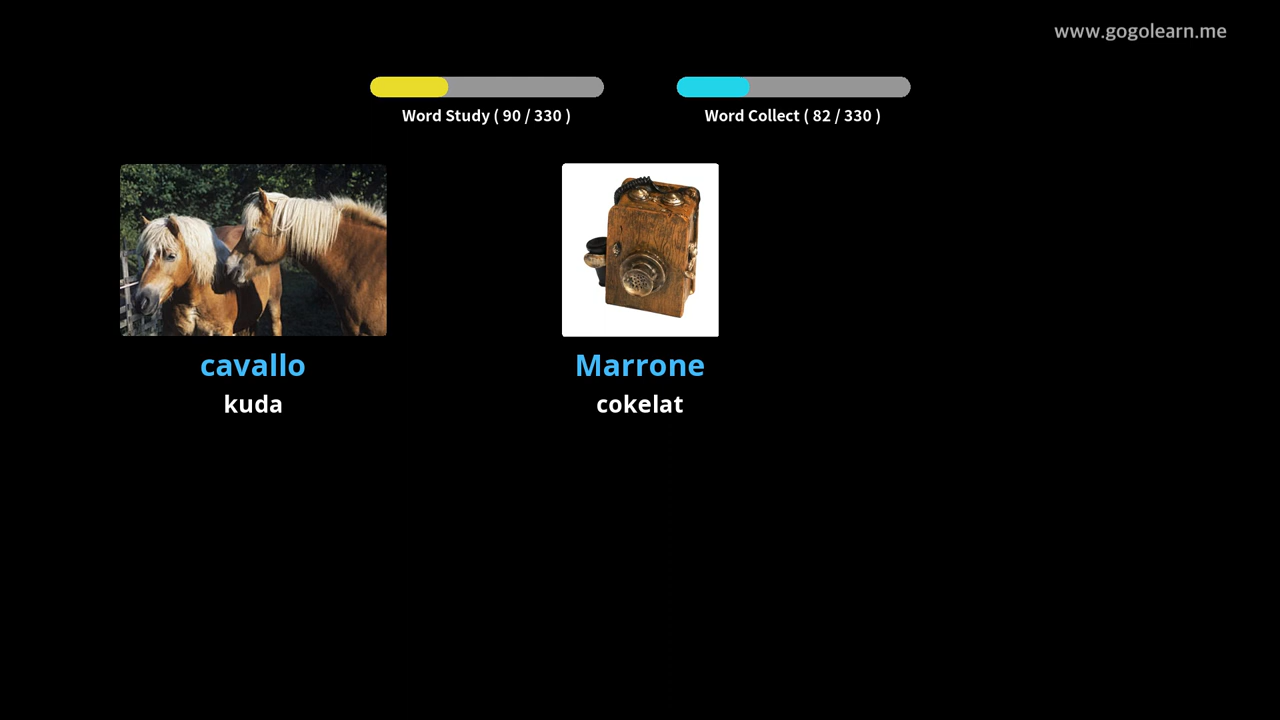 www.gogolearn.me
Word Study ( 90 / 330 )
Word Collect ( 82 / 330 )
cavallo
kuda
Marrone
cokelat